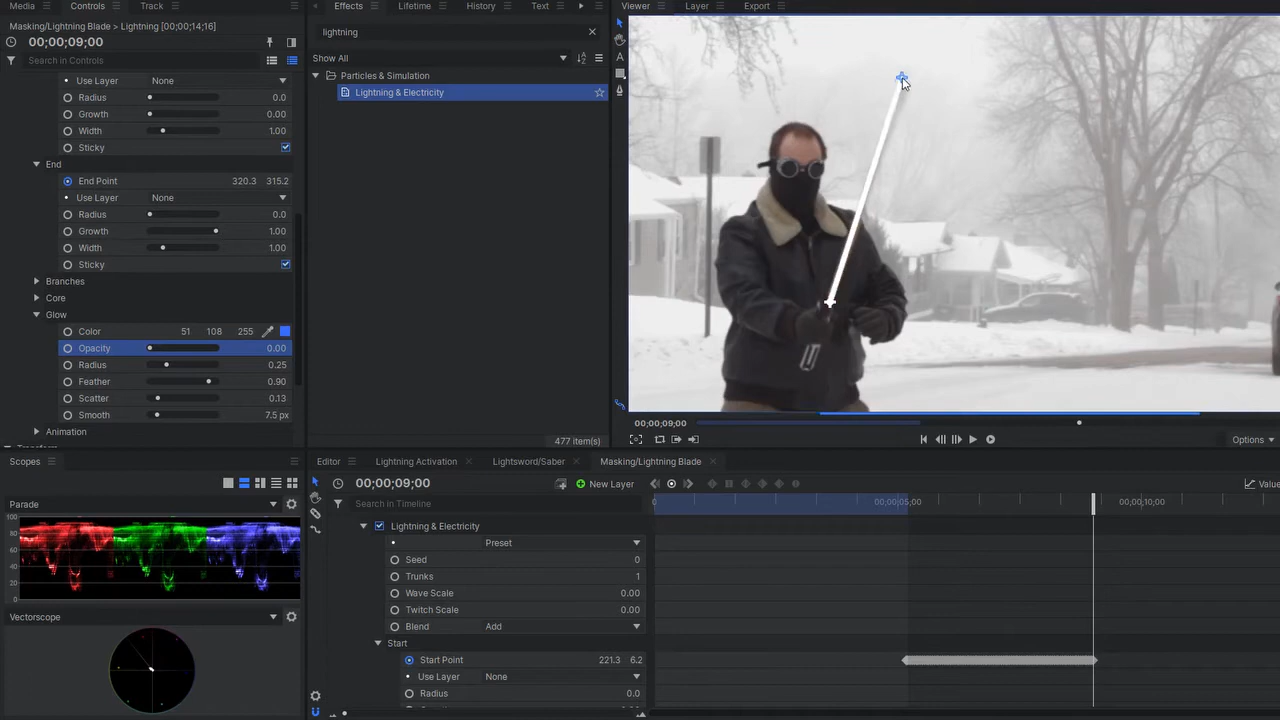 Media
Controls
Track
Masking/Lightning Blade > Lightning [00;00;14;16]
00;00;09;00
Search in Controls
Use Layer None
Radius 0.0
Growth 0.00
Width 1.00
Sticky
End
End Point 320.3 315.2
Use Layer None
Radius 0.0
Growth 1.00
Width 1.00
Sticky
Branches
Core
Glow
Color 51 108 255
Opacity 0.00
Radius 0.25
Feather 0.90
Scatter 0.13
Smooth 7.5 px
Animation
Effects
Lifetime
History
Text
lightning
Show All
Particles & Simulation
Lightning & Electricity
477 item(s)
Viewer
Layer
Export
00;00;09;00
Options
Scopes
Parade
100
80
60
40
20
0
Vectorscope
Editor
Lightning Activation
Lightsword/Saber
Masking/Lightning Blade
00;00;09;00
New Layer
Value
Search in Timeline
0
00;00;05;00
00;00;10;00
Lightning & Electricity
Preset
Seed 0
Trunks 1
Wave Scale 0.00
Twitch Scale 0.00
Blend Add
Start
Start Point 221.3 6.2
Use Layer None
Radius 0.0